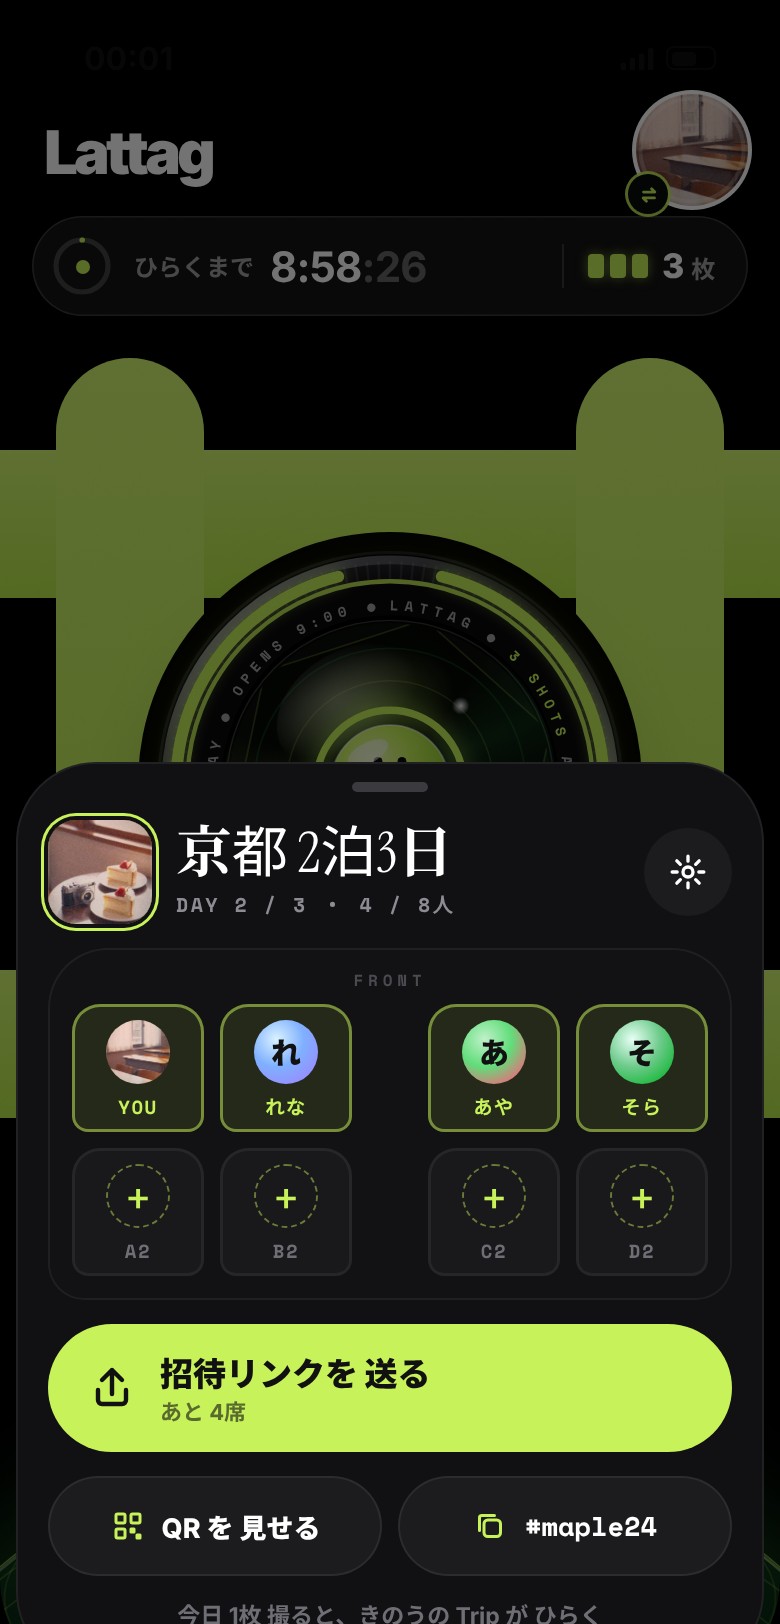 00:01
Lattag
ひらくまで 8:58:26 3 枚
AY ● OPENS 9:00 ● LATTAG ● 3 SHOTS A
京都 2泊3日
DAY 2 / 3 · 4 / 8人
FRONT
れ あ そ
YOU れな あや そら
+ + + +
A2 B2 C2 D2
招待リンクを 送る
あと 4席
QR を 見せる #maple24
今日 1枚 撮ると、きのうの Trip が ひらく